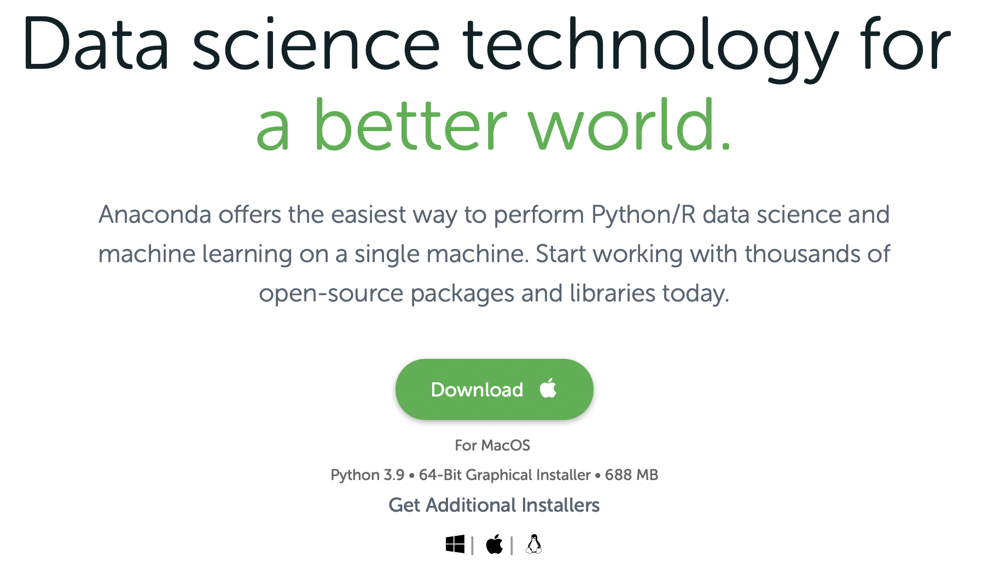 Data science technology for
a better world.
Anaconda offers the easiest way to perform Python/R data science and
machine learning on a single machine. Start working with thousands of
open-source packages and libraries today.
Download
For MacOS
Python 3.9 • 64-Bit Graphical Installer • 688 MB
Get Additional Installers
| |